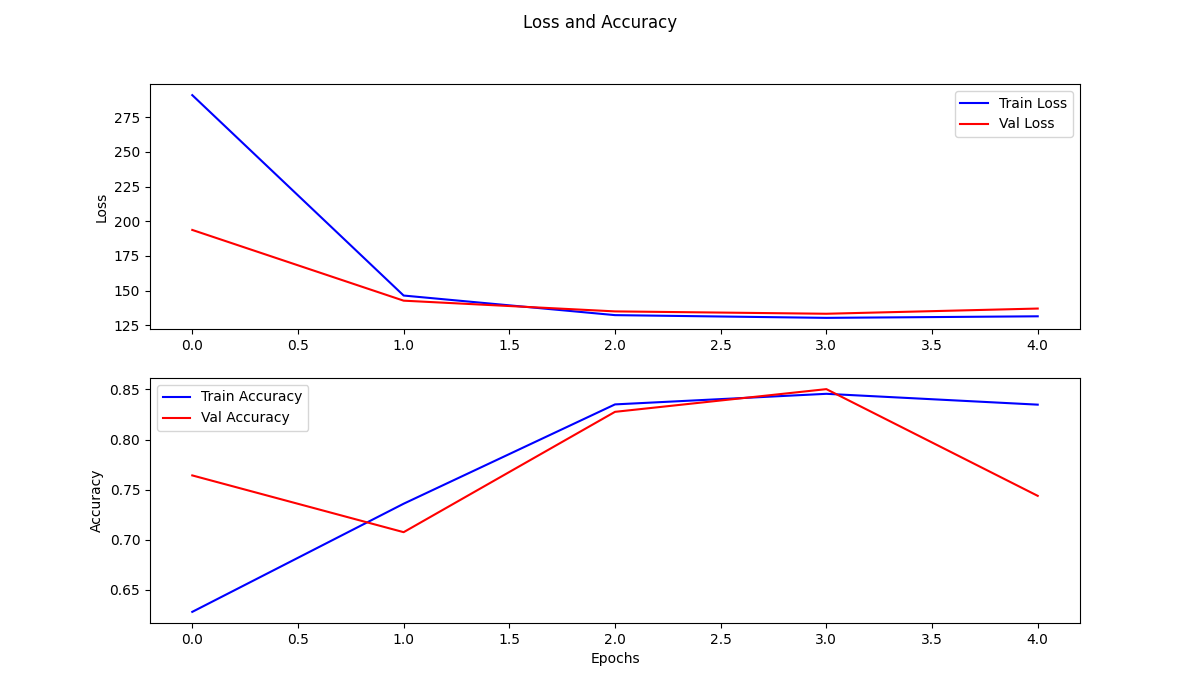 Loss and Accuracy
Train Loss
Val Loss
275
250
225
200
175
150
125
Loss
0.0 0.5 1.0 1.5 2.0 2.5 3.0 3.5 4.0
Train Accuracy
Val Accuracy
0.85
0.80
0.75
0.70
0.65
Accuracy
0.0 0.5 1.0 1.5 2.0 2.5 3.0 3.5 4.0
Epochs